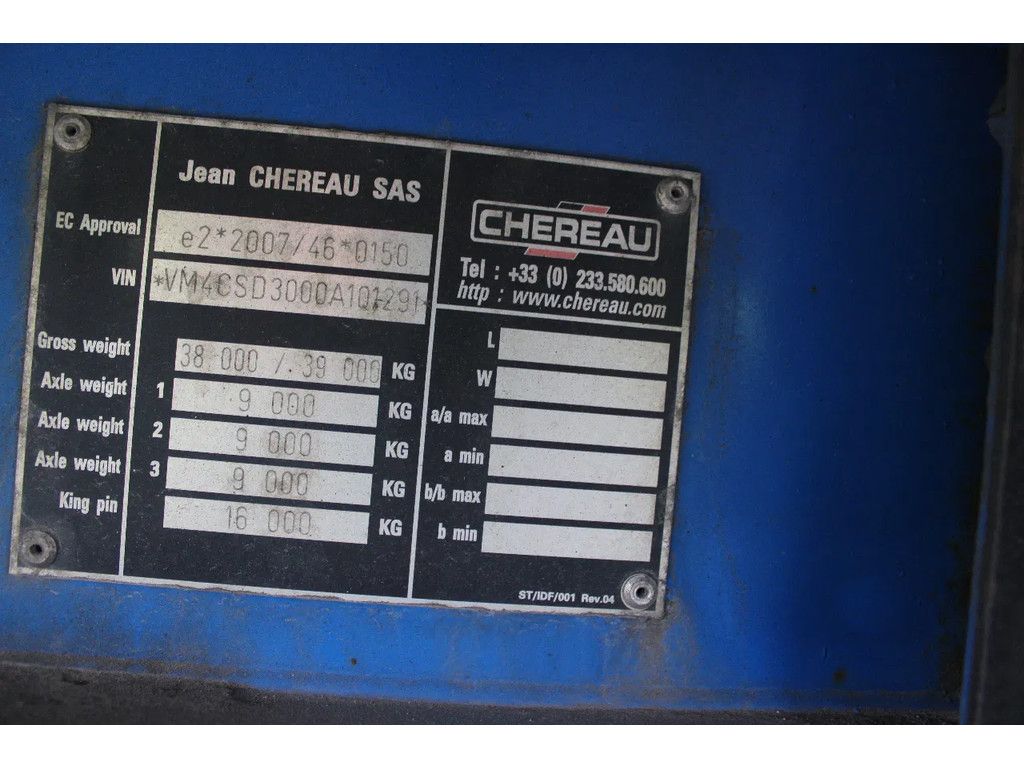 Jean CHEREAU SAS
EC Approval e2*2007/46*0150
VIN *VM4CSD3000A101291*
Gross weight 38 000 / 39 000 KG
Axle weight 1 9 000 KG
Axle weight 2 9 000 KG
Axle weight 3 9 000 KG
King pin 16 000 KG
CHEREAU
Tel : +33 (0) 233.580.600
http : www.chereau.com
L
W
a/a max
a min
b/b max
b min
ST/IDF/001 Rev.04